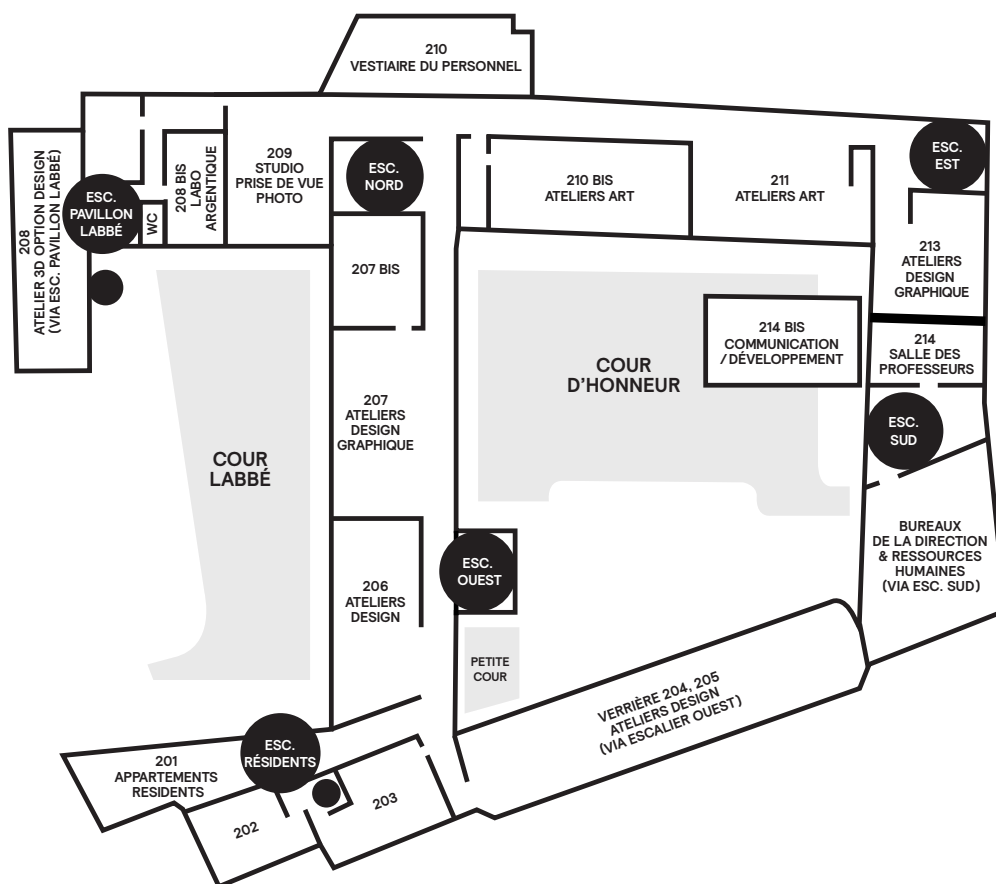 210
VESTIAIRE DU PERSONNEL
208
ATELIER 3D OPTION DESIGN
(VIA ESC. PAVILLON LABBÉ)
ESC.
PAVILLON
LABBÉ
WC
208 BIS
LABO
ARGENTIQUE
209
STUDIO
PRISE DE VUE
PHOTO
ESC.
NORD
210 BIS
ATELIERS ART
211
ATELIERS ART
ESC.
EST
207 BIS
213
ATELIERS
DESIGN
GRAPHIQUE
214 BIS
COMMUNICATION
/DÉVELOPPEMENT
214
SALLE DES
PROFESSEURS
COUR
D'HONNEUR
207
ATELIERS
DESIGN
GRAPHIQUE
ESC.
SUD
COUR
LABBÉ
BUREAUX
DE LA DIRECTION
& RESSOURCES
HUMAINES
(VIA ESC. SUD)
ESC.
OUEST
206
ATELIERS
DESIGN
PETITE
COUR
VERRIÈRE 204, 205
ATELIERS DESIGN
(VIA ESCALIER OUEST)
ESC.
RÉSIDENTS
201
APPARTEMENTS
RESIDENTS
202
203